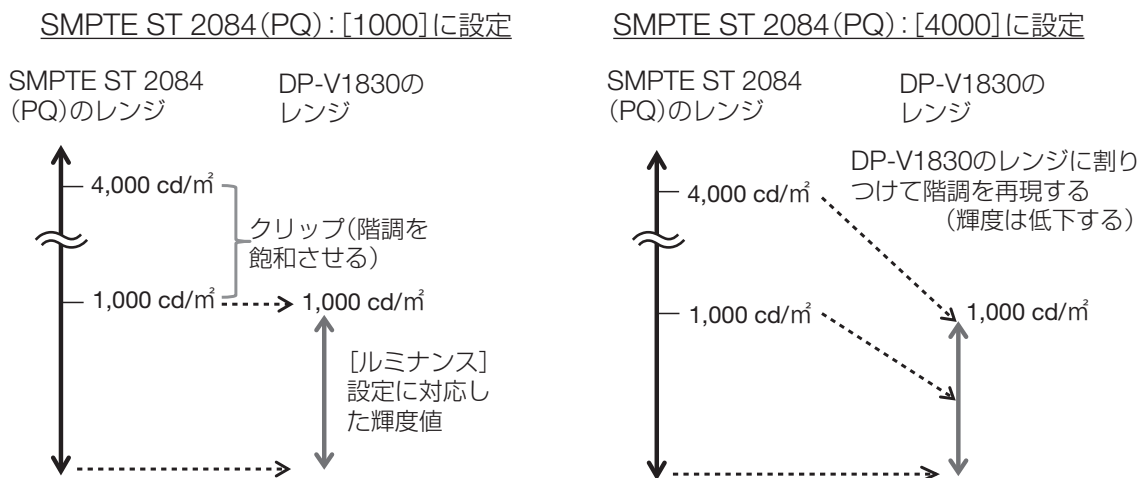 SMPTE ST 2084(PQ):[1000]に設定
SMPTE ST 2084
(PQ)のレンジ
DP-V1830の
レンジ
4,000 cd/㎡
クリップ(階調を
飽和させる)
1,000 cd/㎡
1,000 cd/㎡
[ルミナンス]
設定に対応し
た輝度値
SMPTE ST 2084(PQ):[4000]に設定
SMPTE ST 2084
(PQ)のレンジ
DP-V1830の
レンジ
DP-V1830のレンジに割り
つけて階調を再現する
(輝度は低下する)
4,000 cd/㎡
1,000 cd/㎡
1,000 cd/㎡